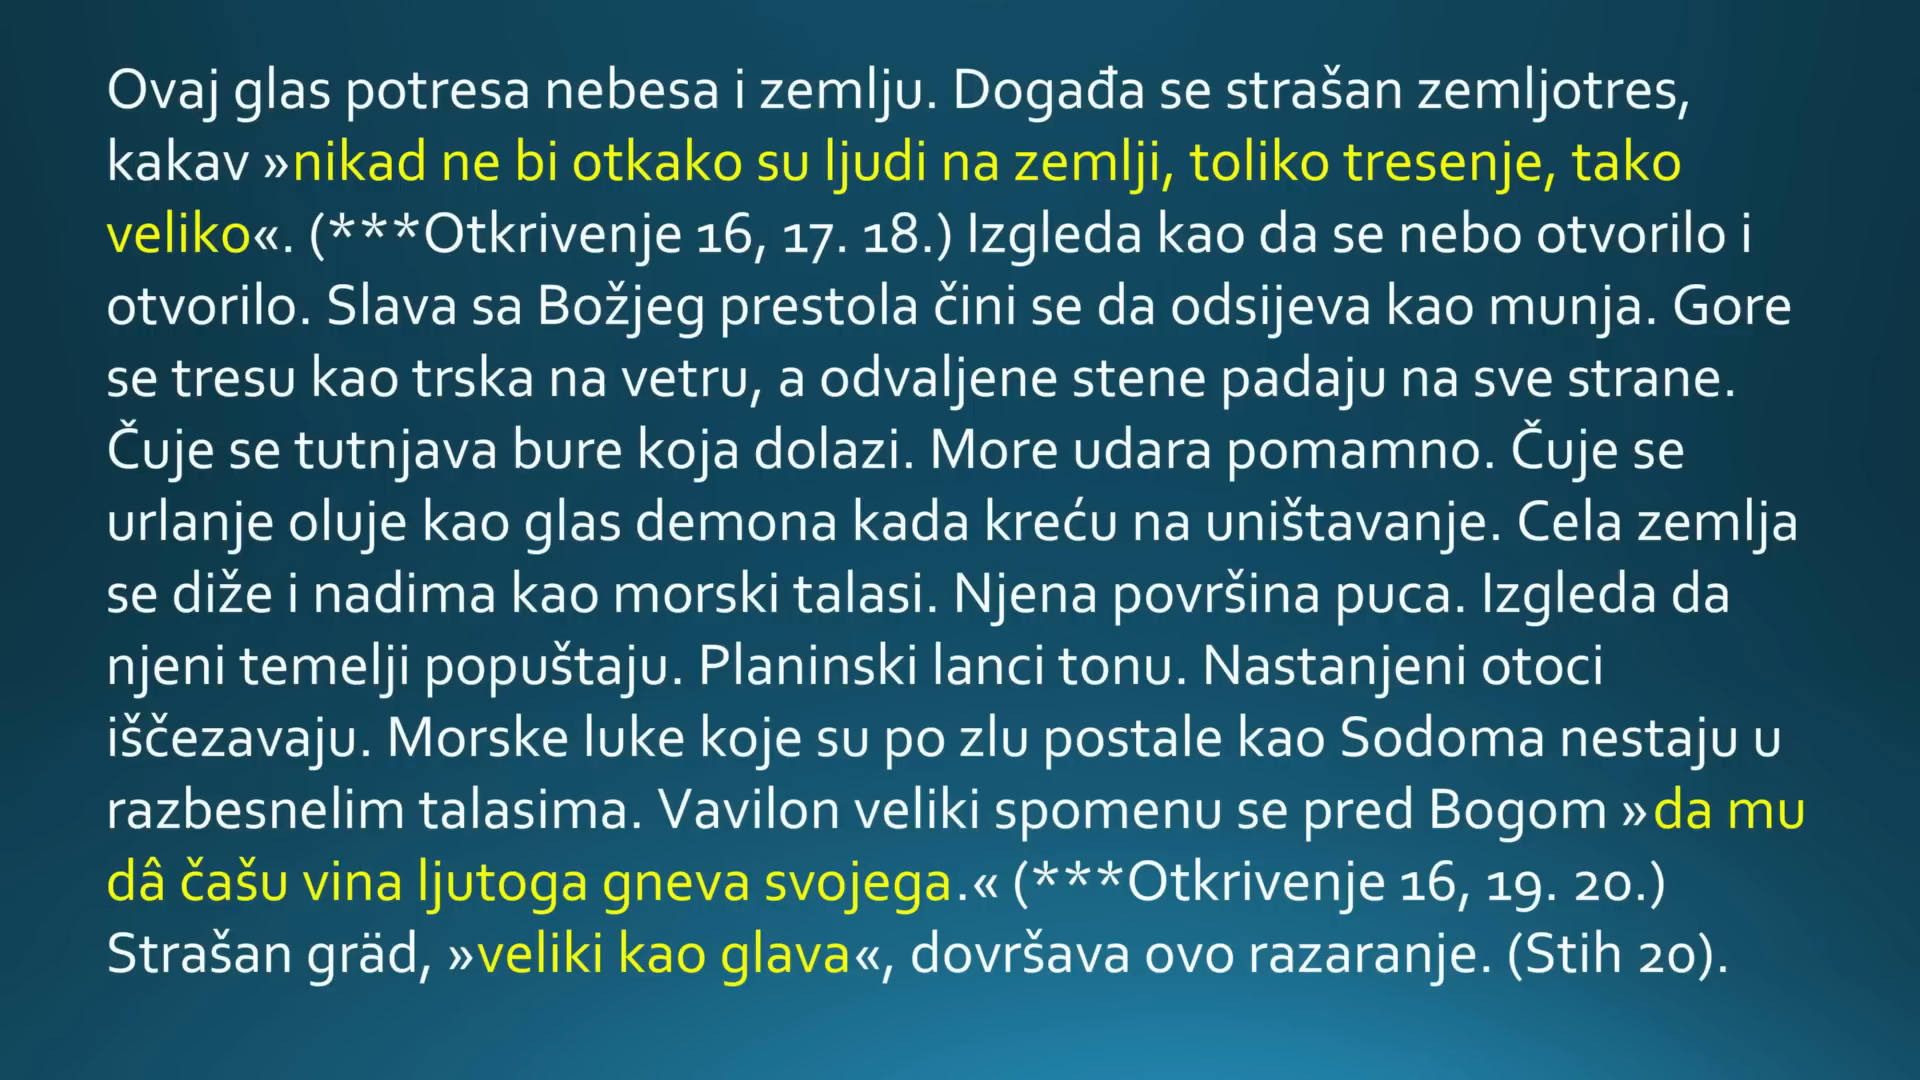 Ovaj glas potresa nebesa i zemlju. Događa se strašan zemljotres,
kakav »nikad ne bi otkako su ljudi na zemlji, toliko tresenje, tako
veliko«. (***Otkrivenje 16, 17. 18.) Izgleda kao da se nebo otvorilo i
otvorilo. Slava sa Božjeg prestola čini se da odsijeva kao munja. Gore
se tresu kao trska na vetru, a odvaljene stene padaju na sve strane.
Čuje se tutnjava bure koja dolazi. More udara pomamno. Čuje se
urlanje oluje kao glas demona kada kreću na uništavanje. Cela zemlja
se diže i nadima kao morski talasi. Njena površina puca. Izgleda da
njeni temelji popuštaju. Planinski lanci tonu. Nastanjeni otoci
iščezavaju. Morske luke koje su po zlu postale kao Sodoma nestaju u
razbesnelim talasima. Vavilon veliki spomenu se pred Bogom »da mu
dâ čašu vina ljutoga gneva svojega.« (***Otkrivenje 16, 19. 20.)
Strašan gräd, »veliki kao glava«, dovršava ovo razaranje. (Stih 20).